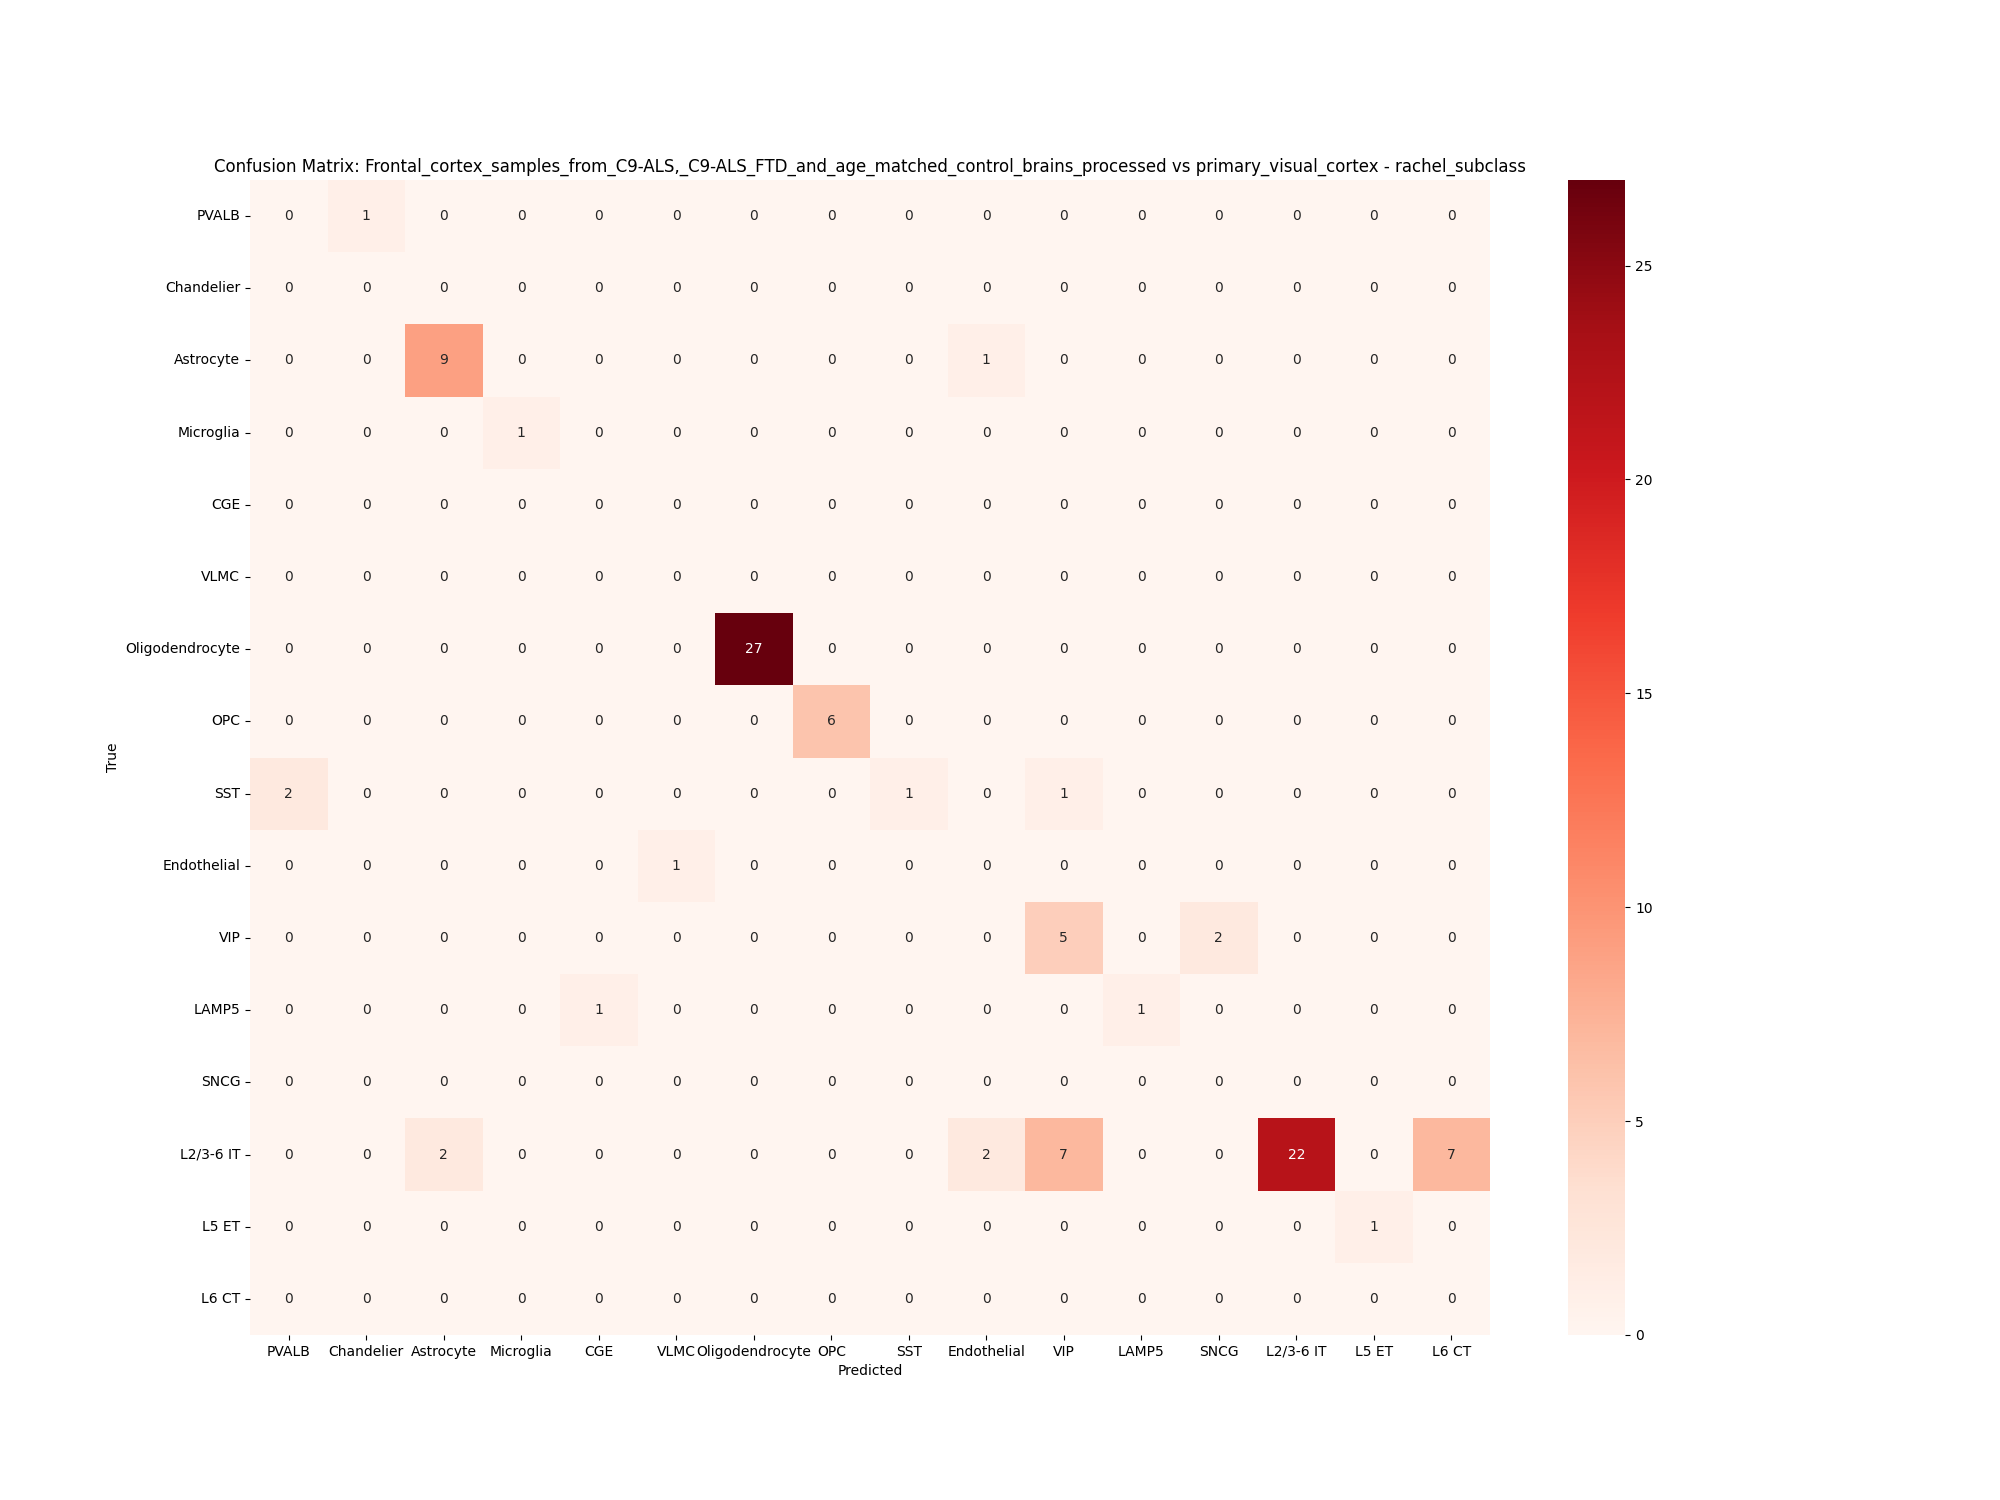 Confusion Matrix: Frontal_cortex_samples_from_C9-ALS,_C9-ALS_FTD_and_age_matched_control_brains_processed vs primary_visual_cortex - rachel_subclass
PVALB 0 1 0 0 0 0 0 0 0 0 0 0 0 0 0 0
Chandelier 0 0 0 0 0 0 0 0 0 0 0 0 0 0 0 0
Astrocyte 0 0 9 0 0 0 0 0 0 1 0 0 0 0 0 0
Microglia 0 0 0 1 0 0 0 0 0 0 0 0 0 0 0 0
CGE 0 0 0 0 0 0 0 0 0 0 0 0 0 0 0 0
VLMC 0 0 0 0 0 0 0 0 0 0 0 0 0 0 0 0
Oligodendrocyte 0 0 0 0 0 0 27 0 0 0 0 0 0 0 0 0
OPC 0 0 0 0 0 0 0 6 0 0 0 0 0 0 0 0
SST 2 0 0 0 0 0 0 0 1 0 1 0 0 0 0 0
Endothelial 0 0 0 0 0 1 0 0 0 0 0 0 0 0 0 0
VIP 0 0 0 0 0 0 0 0 0 0 5 0 2 0 0 0
LAMP5 0 0 0 0 1 0 0 0 0 0 0 1 0 0 0 0
SNCG 0 0 0 0 0 0 0 0 0 0 0 0 0 0 0 0
L2/3-6 IT 0 0 2 0 0 0 0 0 0 2 7 0 0 22 0 7
L5 ET 0 0 0 0 0 0 0 0 0 0 0 0 0 0 1 0
L6 CT 0 0 0 0 0 0 0 0 0 0 0 0 0 0 0 0
PVALB Chandelier Astrocyte Microglia CGE VLMC Oligodendrocyte OPC SST Endothelial VIP LAMP5 SNCG L2/3-6 IT L5 ET L6 CT
Predicted
True
25
20
15
10
5
0